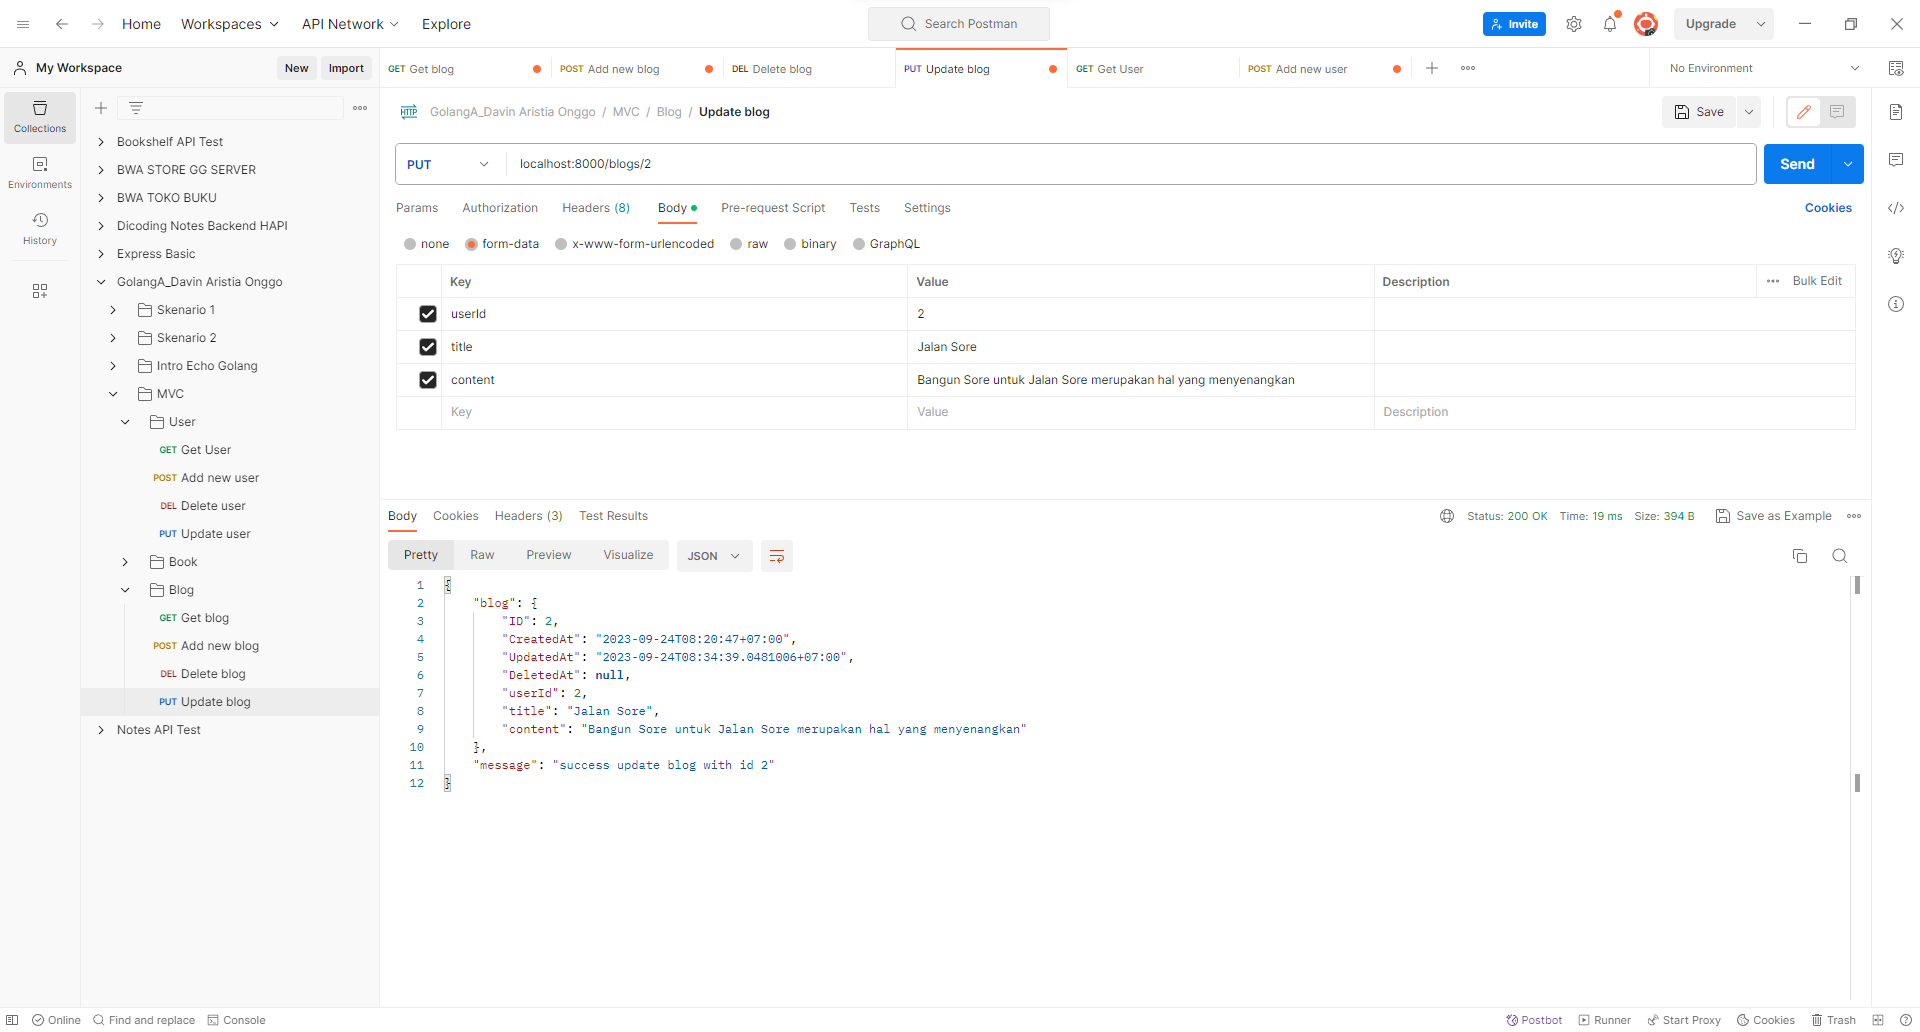 Home Workspaces API Network Explore Search Postman Invite Upgrade
My Workspace New Import GET Get blog POST Add new blog DEL Delete blog PUT Update blog GET Get User POST Add new user No Environment
Collections
Environments
History
Bookshelf API Test
BWA STORE GG SERVER
BWA TOKO BUKU
Dicoding Notes Backend HAPI
Express Basic
GolangA_Davin Aristia Onggo
Skenario 1
Skenario 2
Intro Echo Golang
MVC
User
GET Get User
POST Add new user
DEL Delete user
PUT Update user
Book
Blog
GET Get blog
POST Add new blog
DEL Delete blog
PUT Update blog
Notes API Test
HTTP GolangA_Davin Aristia Onggo / MVC / Blog / Update blog Save
PUT localhost:8000/blogs/2 Send
Params Authorization Headers (8) Body Pre-request Script Tests Settings Cookies
none form-data x-www-form-urlencoded raw binary GraphQL
Key Value Description Bulk Edit
userId 2
title Jalan Sore
content Bangun Sore untuk Jalan Sore merupakan hal yang menyenangkan
Key Value Description
Body Cookies Headers (3) Test Results Status: 200 OK Time: 19 ms Size: 394 B Save as Example
Pretty Raw Preview Visualize JSON
1 {
2 "blog": {
3 "ID": 2,
4 "CreatedAt": "2023-09-24T08:20:47+07:00",
5 "UpdatedAt": "2023-09-24T08:34:39.0481006+07:00",
6 "DeletedAt": null,
7 "userId": 2,
8 "title": "Jalan Sore",
9 "content": "Bangun Sore untuk Jalan Sore merupakan hal yang menyenangkan"
10 },
11 "message": "success update blog with id 2"
12 }
Online Find and replace Console Postbot Runner Start Proxy Cookies Trash